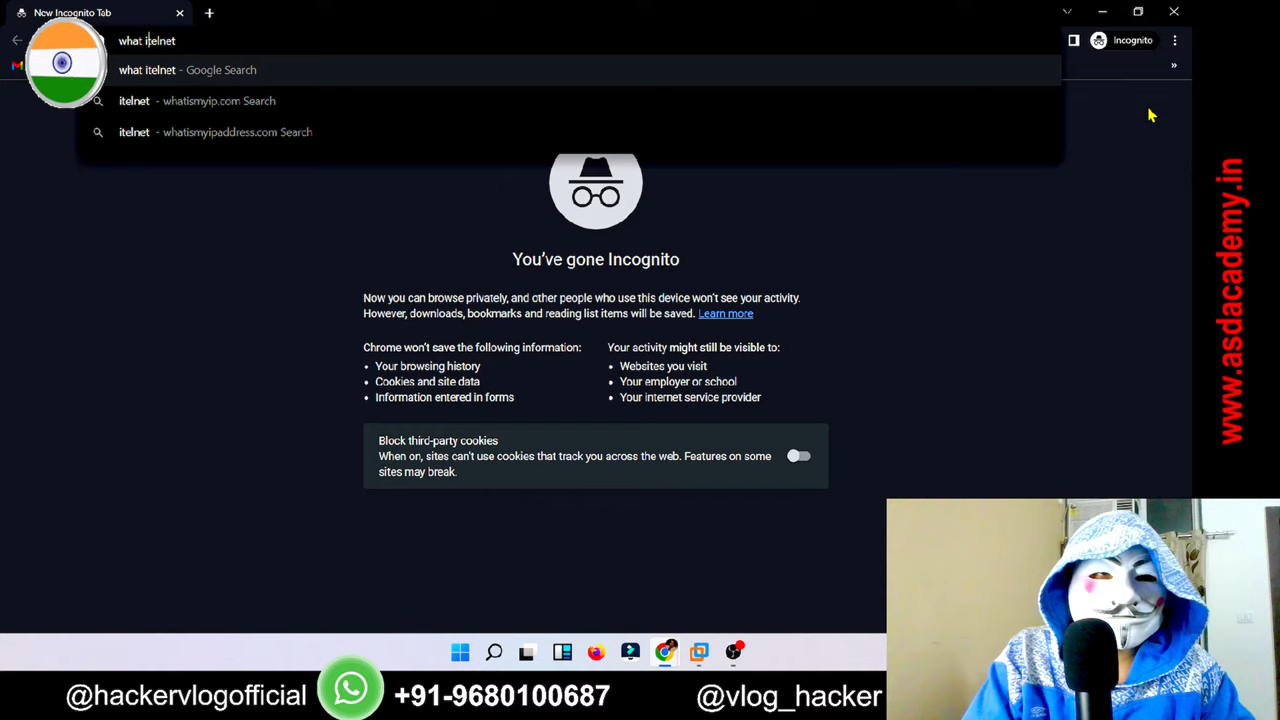 New Incognito Tab
what itelnet
Incognito
what itelnet - Google Search
itelnet - whatismyip.com Search
itelnet - whatismyipaddress.com Search
You've gone Incognito
Now you can browse privately, and other people who use this device won't see your activity.
However, downloads, bookmarks and reading list items will be saved. Learn more
Chrome won't save the following information:
• Your browsing history
• Cookies and site data
• Information entered in forms
Your activity might still be visible to:
• Websites you visit
• Your employer or school
• Your internet service provider
Block third-party cookies
When on, sites can't use cookies that track you across the web. Features on some
sites may break.
www.asdacademy.in
@hackervlogofficial
+91-9680100687
@vlog_hacker